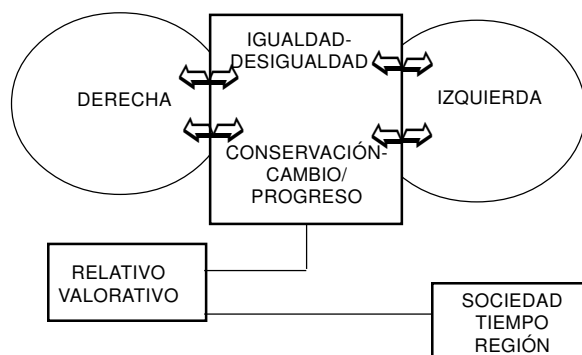 IGUALDAD-
DESIGUALDAD
DERECHA
IZQUIERDA
CONSERVACIÓN-
CAMBIO/
PROGRESO
RELATIVO
VALORATIVO
SOCIEDAD
TIEMPO
REGIÓN